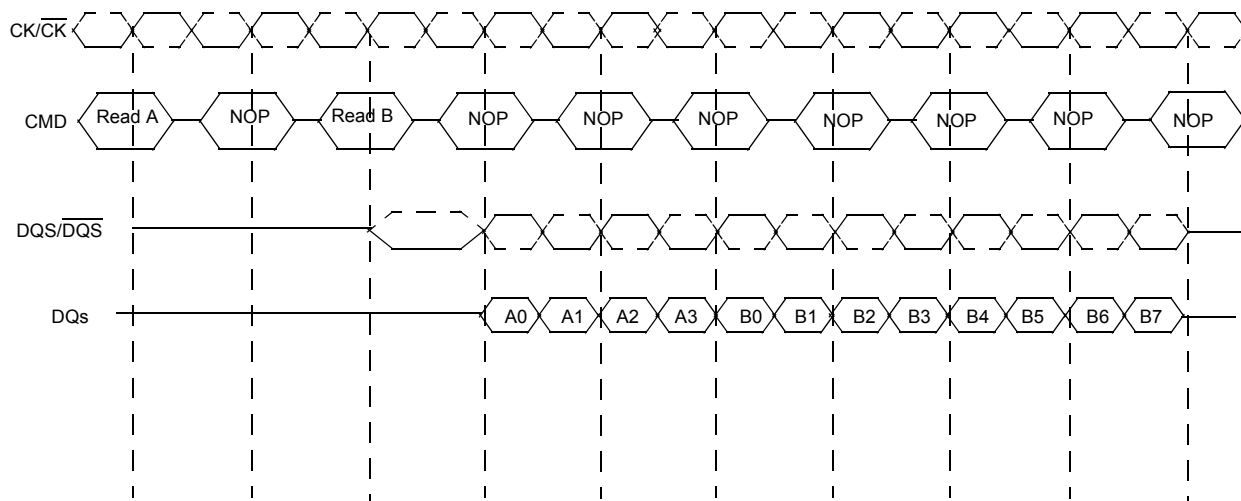 CK/CK
CMD Read A NOP Read B NOP NOP NOP NOP NOP NOP NOP
DQS/DQS
DQs A0 A1 A2 A3 B0 B1 B2 B3 B4 B5 B6 B7